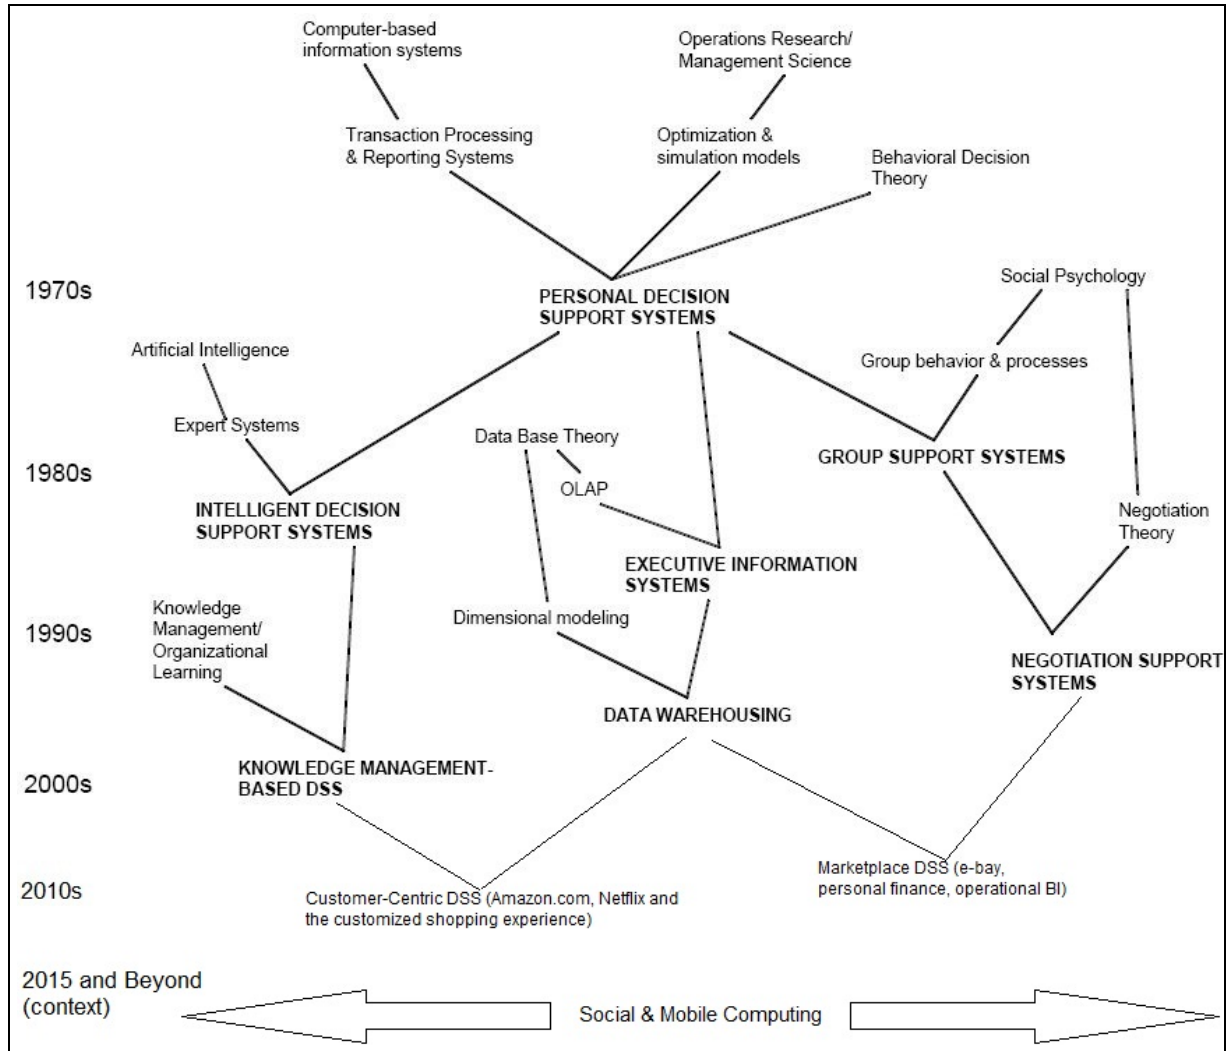 Computer-based
information systems
Operations Research/
Management Science
Transaction Processing
& Reporting Systems
Optimization &
simulation models
Behavioral Decision
Theory
1970s
PERSONAL DECISION
SUPPORT SYSTEMS
Social Psychology
Artificial Intelligence
Group behavior & processes
Expert Systems
Data Base Theory
GROUP SUPPORT SYSTEMS
1980s
OLAP
INTELLIGENT DECISION
SUPPORT SYSTEMS
Negotiation
Theory
EXECUTIVE INFORMATION
SYSTEMS
Knowledge
Management/
Organizational
Learning
Dimensional modeling
1990s
NEGOTIATION SUPPORT
SYSTEMS
DATA WAREHOUSING
KNOWLEDGE MANAGEMENT-
BASED DSS
2000s
Marketplace DSS (e-bay,
personal finance, operational BI)
2010s
Customer-Centric DSS (Amazon.com, Netflix and
the customized shopping experience)
2015 and Beyond
(context)
Social & Mobile Computing